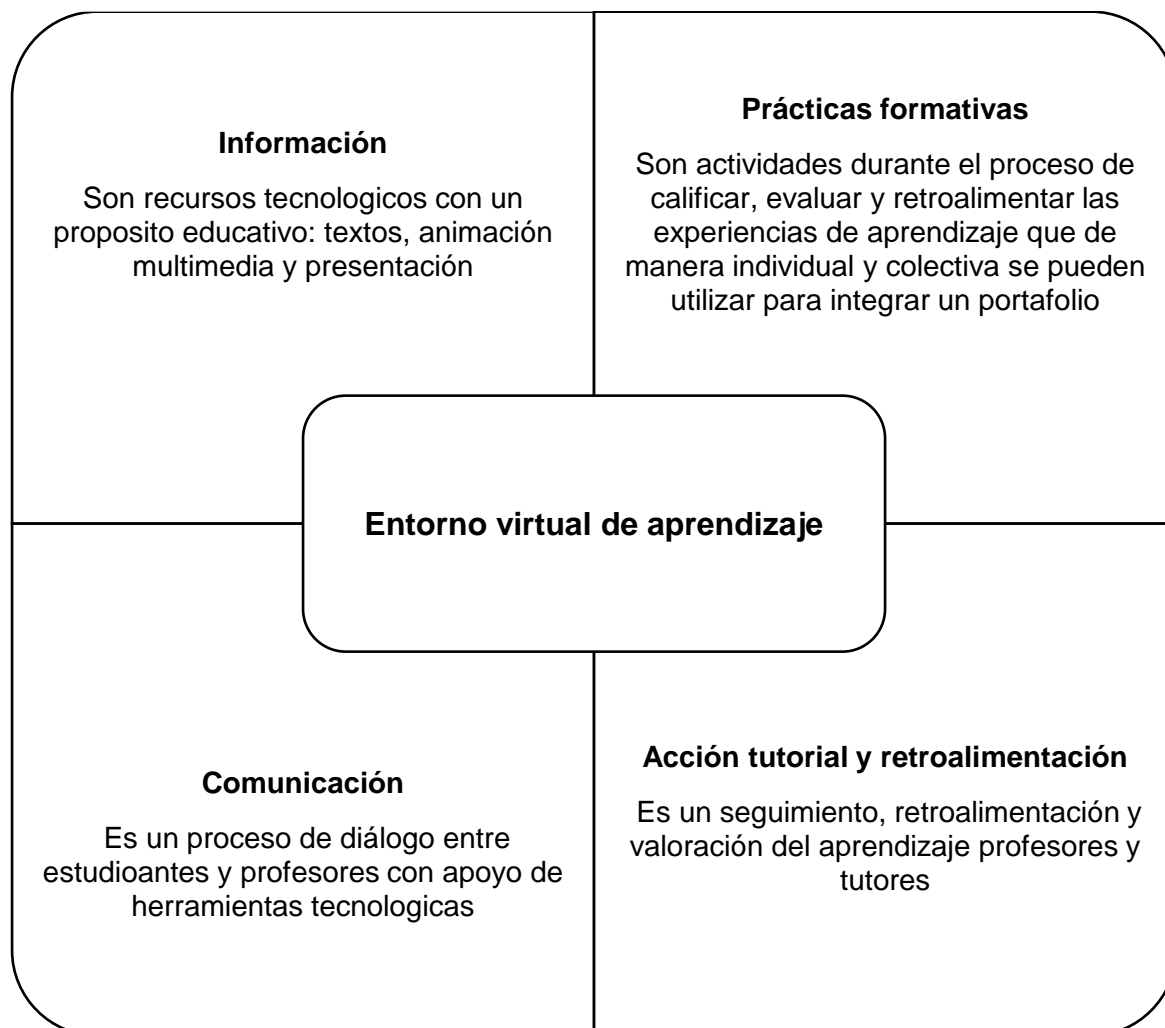 Información
Son recursos tecnologicos con un
proposito educativo: textos, animación
multimedia y presentación
Prácticas formativas
Son actividades durante el proceso de
calificar, evaluar y retroalimentar las
experiencias de aprendizaje que de
manera individual y colectiva se pueden
utilizar para integrar un portafolio
Entorno virtual de aprendizaje
Comunicación
Es un proceso de diálogo entre
estudioantes y profesores con apoyo de
herramientas tecnologicas
Acción tutorial y retroalimentación
Es un seguimiento, retroalimentación y
valoración del aprendizaje profesores y
tutores